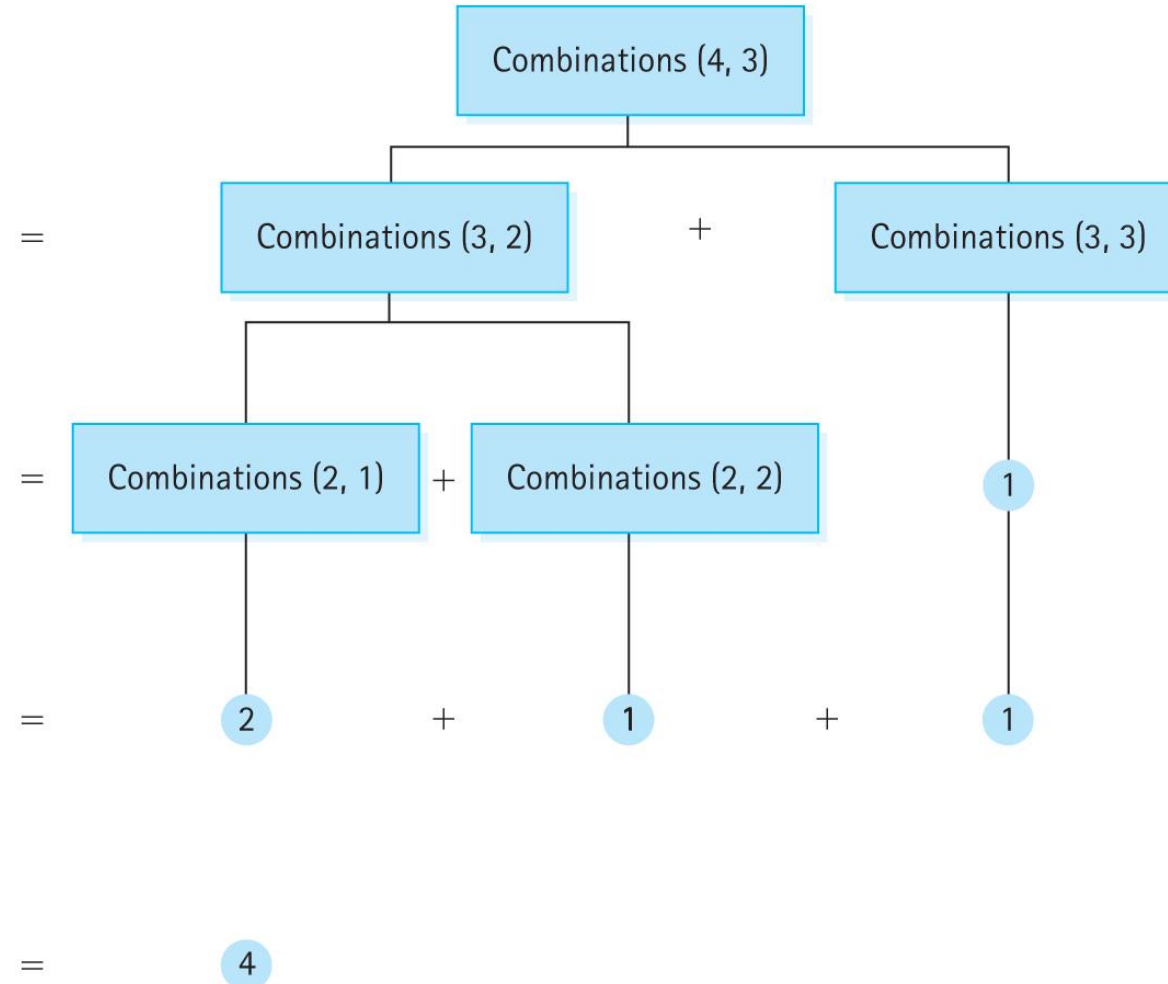 Combinations (4, 3)
= Combinations (3, 2) + Combinations (3, 3)
= Combinations (2, 1) + Combinations (2, 2) 1
= 2 + 1 + 1
= 4